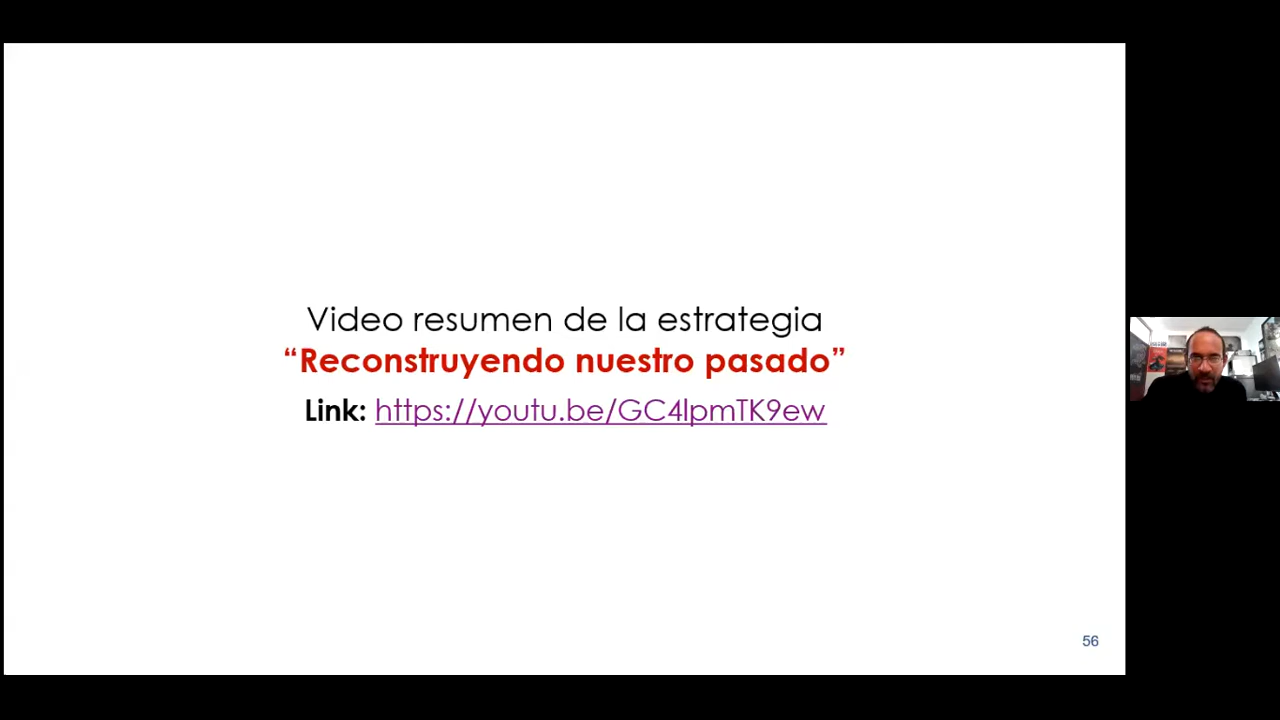 Video resumen de la estrategia
“Reconstruyendo nuestro pasado”
Link: https://youtu.be/GC4lpmTK9ew
56